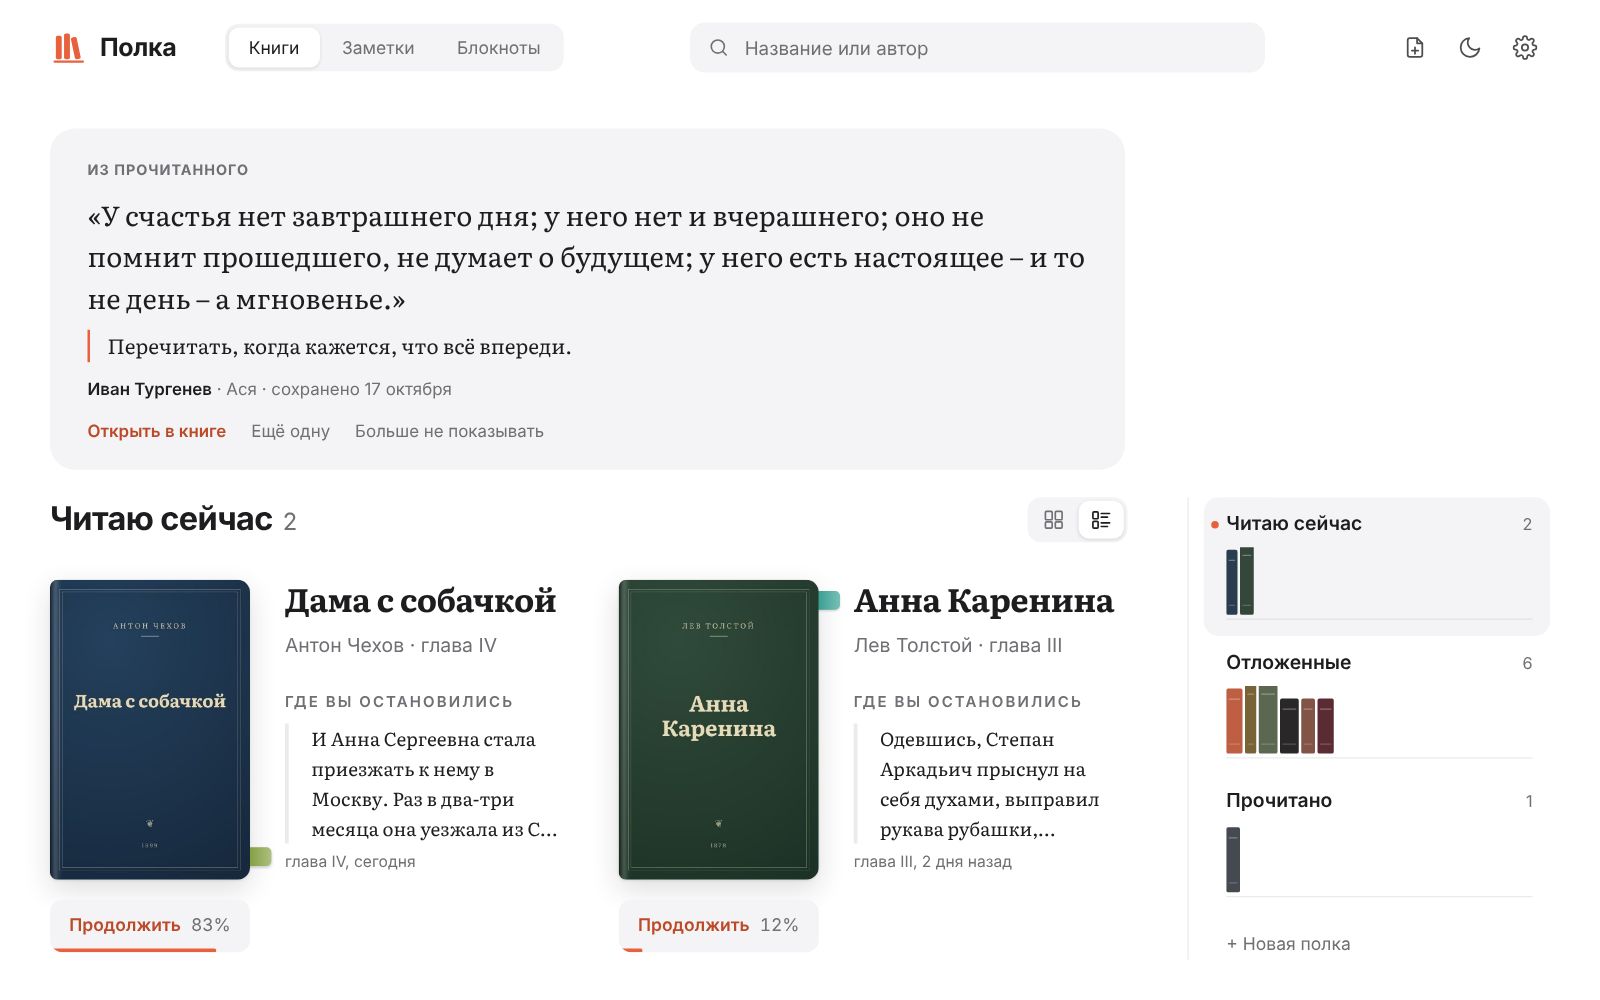 Полка
Книги
Заметки
Блокноты
Название или автор
ИЗ ПРОЧИТАННОГО
«У счастья нет завтрашнего дня; у него нет и вчерашнего; оно не
помнит прошедшего, не думает о будущем; у него есть настоящее – и то
не день – а мгновенье.»
Перечитать, когда кажется, что всё впереди.
Иван Тургенев · Ася · сохранено 17 октября
Открыть в книге
Ещё одну
Больше не показывать
Читаю сейчас 2
АНТОН ЧЕХОВ
Дама с собачкой
1899
Продолжить 83%
Дама с собачкой
Антон Чехов · глава IV
ГДЕ ВЫ ОСТАНОВИЛИСЬ
И Анна Сергеевна стала
приезжать к нему в
Москву. Раз в два-три
месяца она уезжала из С…
глава IV, сегодня
ЛЕВ ТОЛСТОЙ
Анна
Каренина
1878
Продолжить 12%
Анна Каренина
Лев Толстой · глава III
ГДЕ ВЫ ОСТАНОВИЛИСЬ
Одевшись, Степан
Аркадьич прыснул на
себя духами, выправил
рукава рубашки,…
глава III, 2 дня назад
Читаю сейчас 2
Отложенные 6
Прочитано 1
+ Новая полка